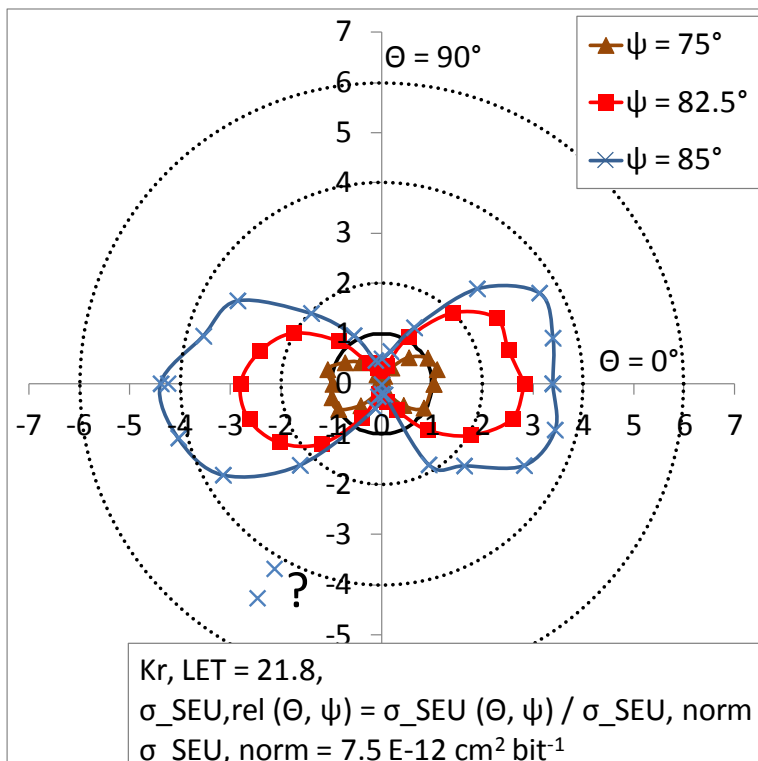 7
Θ = 90°
6
5
4
3
2
1
0
-1
-2
-3
-4
-5
ψ = 75°
ψ = 82.5°
ψ = 85°
Θ = 0°
-7 -6 -5 -4 -3 -2 -1 0 1 2 3 4 5 6 7
?
Kr, LET = 21.8,
σ_SEU,rel (Θ, ψ) = σ_SEU (Θ, ψ) / σ_SEU, norm
σ_SEU, norm = 7.5 E-12 cm² bit⁻¹